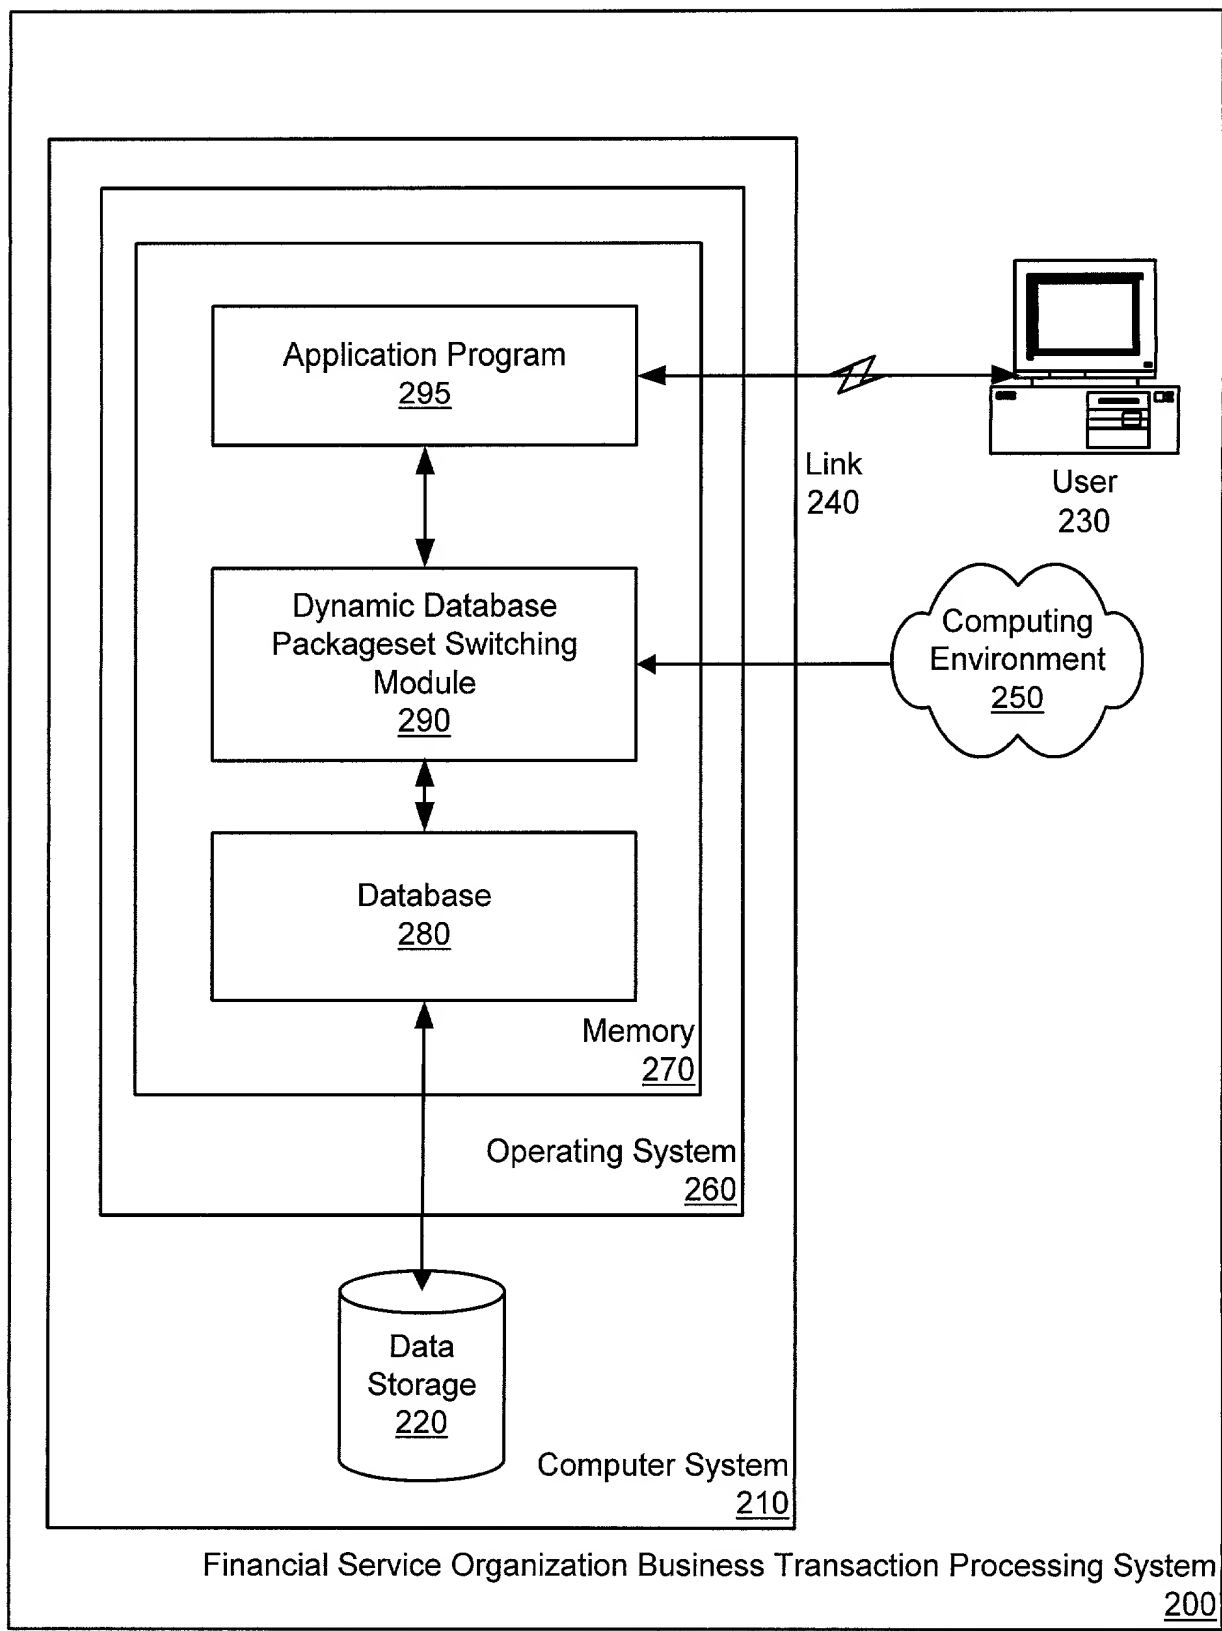 Application Program
295
Link
240
User
230
Dynamic Database
Packageset Switching
Module
290
Computing
Environment
250
Database
280
Memory
270
Operating System
260
Data
Storage
220
Computer System
210
Financial Service Organization Business Transaction Processing System
200